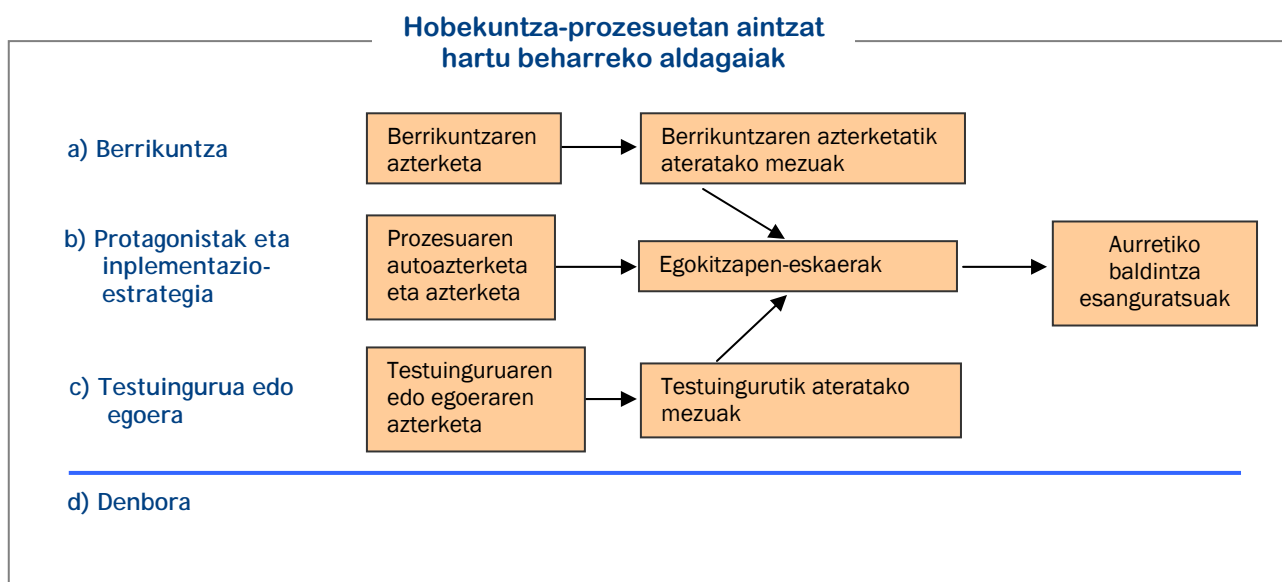 Hobekuntza-prozesuetan aintzat
hartu beharreko aldagaiak
a) Berrikuntza
Berrikuntzaren
azterketa
Berrikuntzaren azterketatik
ateratako mezuak
b) Protagonistak eta
inplementazio-
estrategia
Prozesuaren
autoazterketa
eta azterketa
Egokitzapen-eskaerak
Aurretiko
baldintza
esanguratsuak
c) Testuingurua edo
egoera
Testuinguruaren
edo egoeraren
azterketa
Testuingurutik ateratako
mezuak
d) Denbora